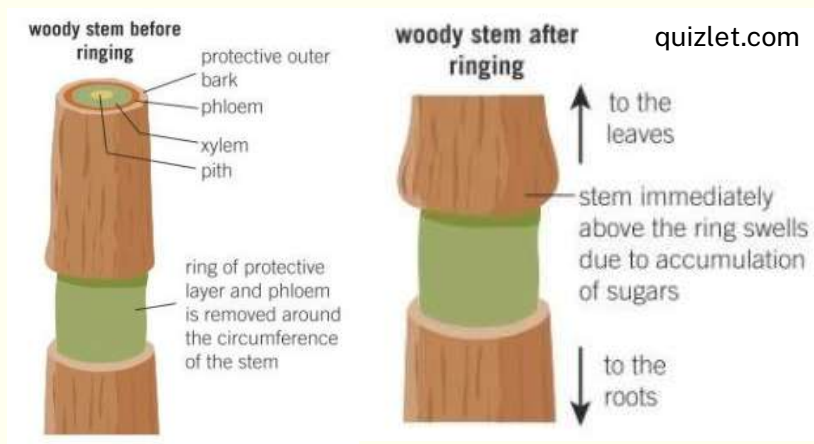 woody stem before
ringing
protective outer
bark
phloem
xylem
pith
ring of protective
layer and phloem
is removed around
the circumference
of the stem
woody stem after
ringing
quizlet.com
to the
leaves
stem immediately
above the ring swells
due to accumulation
of sugars
to the
roots